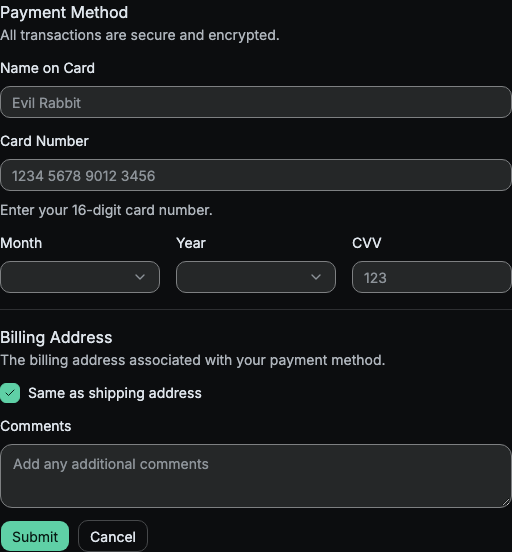 Payment Method
All transactions are secure and encrypted.
Name on Card
Evil Rabbit
Card Number
1234 5678 9012 3456
Enter your 16-digit card number.
Month Year CVV
123
Billing Address
The billing address associated with your payment method.
Same as shipping address
Comments
Add any additional comments
Submit Cancel